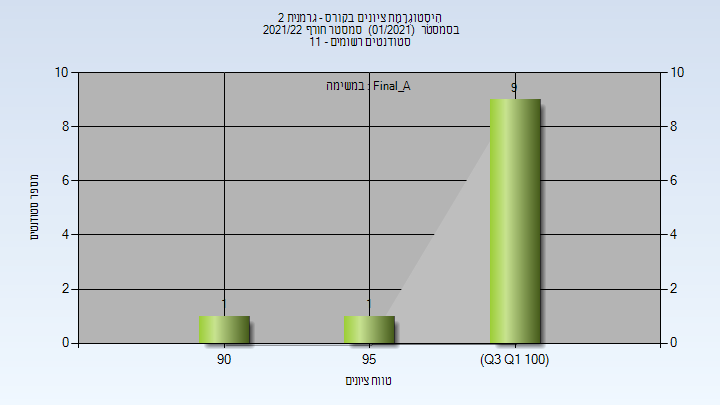 היסטוגרמת ציונים בקורס - גרמנית 2
בסמסטר (01/2021) סמסטר חורף 2021/22
סטודנטים רשומים - 11
במשימה : Final_A
10
8
6
4
2
0
10
8
6
4
2
0
מספר סטודנטים
1
1
9
90
95
(Q3 Q1 100)
טווח ציונים